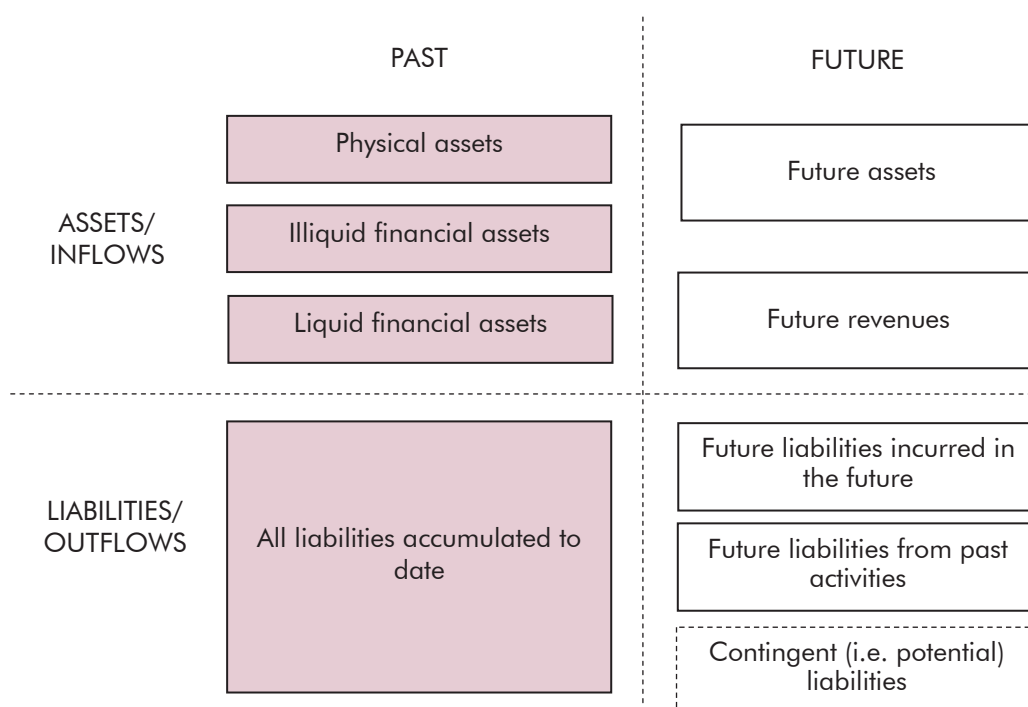 PAST
FUTURE
Physical assets
Future assets
ASSETS/
INFLOWS
Illiquid financial assets
Liquid financial assets
Future revenues
LIABILITIES/
OUTFLOWS
All liabilities accumulated to
date
Future liabilities incurred in
the future
Future liabilities from past
activities
Contingent (i.e. potential)
liabilities